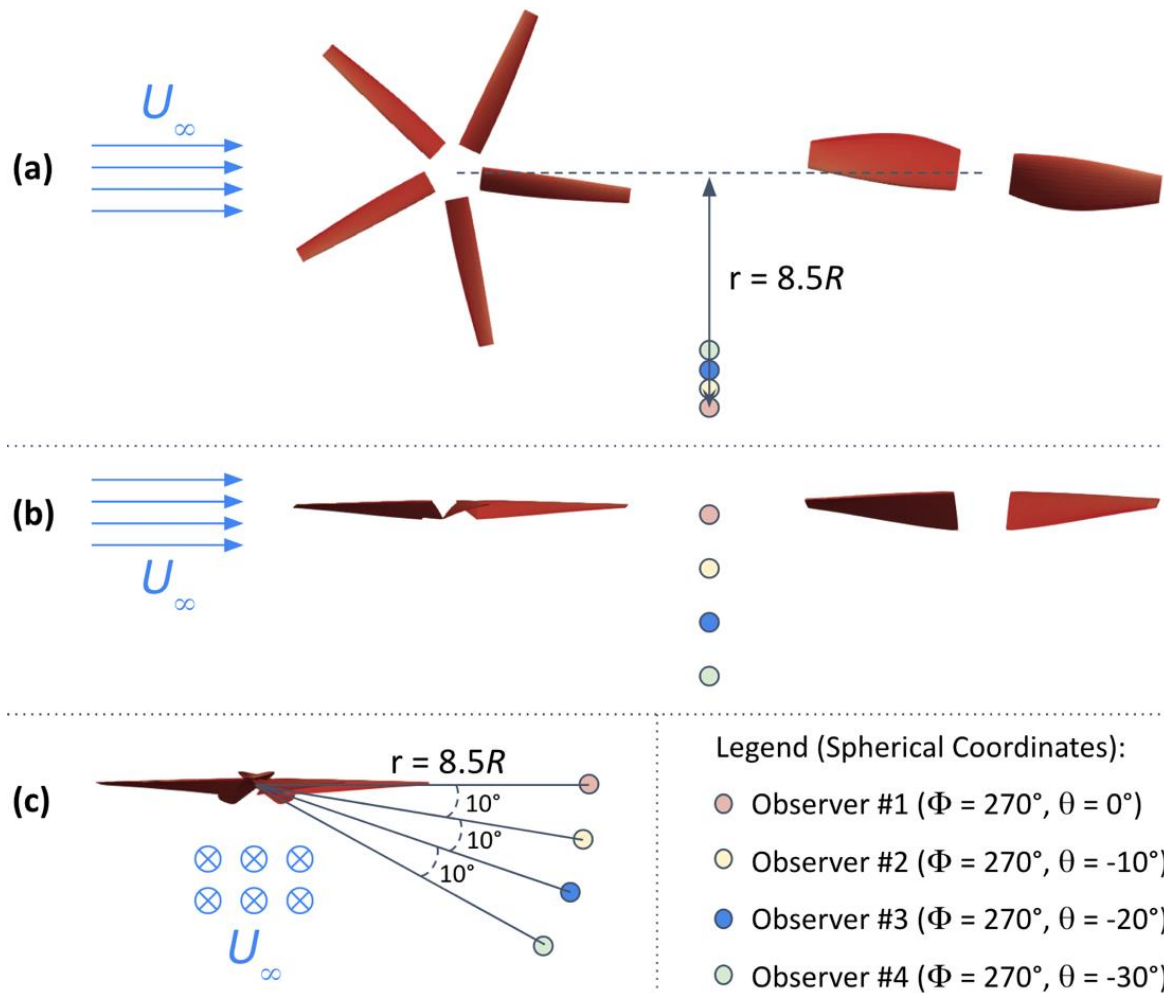 U∞
(a)
r = 8.5R
(b)
U∞
(c)
r = 8.5R
10°
10°
10°
U∞
Legend (Spherical Coordinates):
Observer #1 (Φ = 270°, θ = 0°)
Observer #2 (Φ = 270°, θ = -10°)
Observer #3 (Φ = 270°, θ = -20°)
Observer #4 (Φ = 270°, θ = -30°)